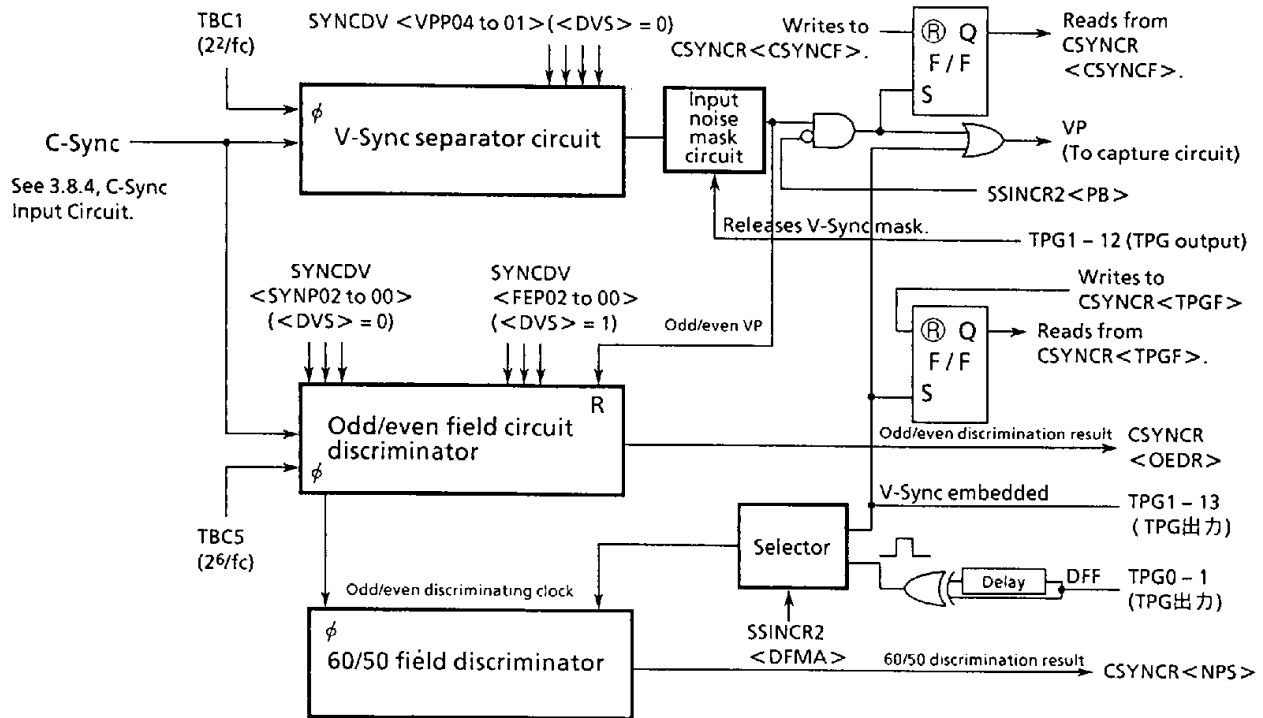 TBC1
(2²/fc)
SYNCDV <VPP04 to 01>(<DVS> = 0)
Writes to
CSYNCR<CSYNCF>.
Ⓡ Q
F / F
S
Reads from
CSYNCR
<CSYNCF>.
C-Sync
See 3.8.4, C-Sync
Input Circuit.
ϕ
V-Sync separator circuit
Input
noise
mask
circuit
VP
(To capture circuit)
SSINCR2<PB>
Releases V-Sync mask.
TPG1 – 12 (TPG output)
SYNCDV
<SYNP02 to 00>
(<DVS> = 0)
SYNCDV
<FEP02 to 00>
(<DVS> = 1)
Odd/even VP
Writes to
CSYNCR<TPGF>
Ⓡ Q
F / F
S
Reads from
CSYNCR<TPGF>.
R
Odd/even field circuit
discriminator
ϕ
Odd/even discrimination result
CSYNCR
<OEDR>
TBC5
(2⁶/fc)
V-Sync embedded
TPG1 – 13
( TPG出力)
Selector
Delay
DFF
TPG0 – 1
(TPG出力)
Odd/even discriminating clock
SSINCR2
<DFMA>
ϕ
60/50 field discriminator
60/50 discrimination result
CSYNCR<NPS>